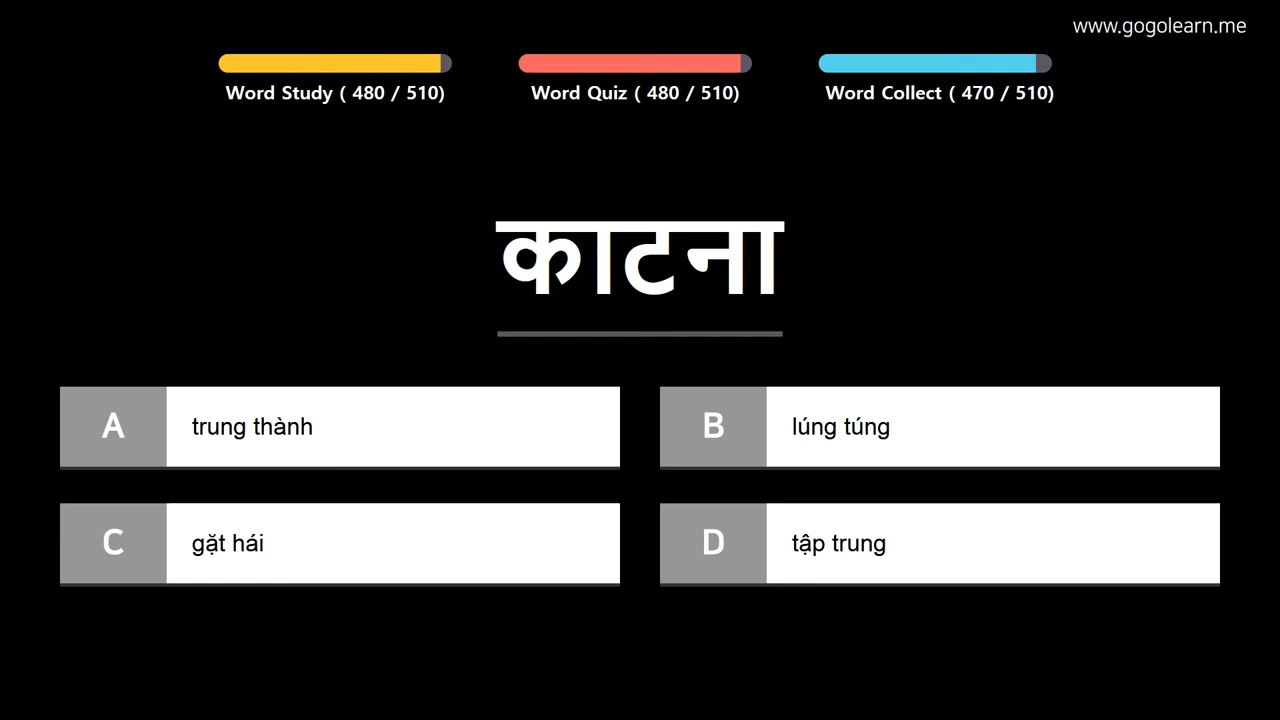 www.gogolearn.me
Word Study ( 480 / 510)
Word Quiz ( 480 / 510)
Word Collect ( 470 / 510)
काटना
A trung thành
B lúng túng
C gặt hái
D tập trung